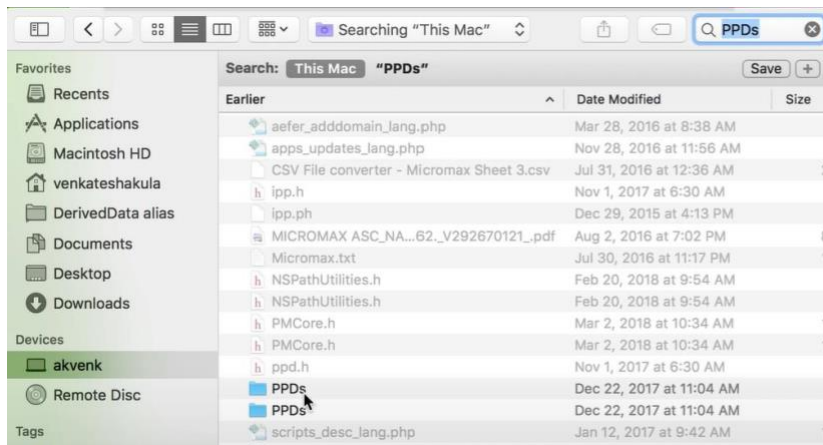 Searching "This Mac"
PPDs
Favorites
Recents
Applications
Macintosh HD
venkateshakula
DerivedData alias
Documents
Desktop
Downloads
Devices
akvenk
Remote Disc
Tags
Search: This Mac "PPDs" Save +
Earlier Date Modified Size
aefer_adddomain_lang.php Mar 28, 2016 at 8:38 AM
apps_updates_lang.php Nov 28, 2016 at 11:56 AM
CSV File converter - Micromax Sheet 3.csv Jul 31, 2016 at 12:36 AM
h ipp.h Nov 1, 2017 at 6:30 AM
ipp.ph Dec 29, 2015 at 4:13 PM
MICROMAX ASC_NA...62._V292670121_.pdf Aug 2, 2016 at 7:02 PM
Micromax.txt Jul 30, 2016 at 11:17 PM
h NSPathUtilities.h Feb 20, 2018 at 9:54 AM
h NSPathUtilities.h Feb 20, 2018 at 9:54 AM
h PMCore.h Mar 2, 2018 at 10:34 AM
h PMCore.h Mar 2, 2018 at 10:34 AM
h ppd.h Nov 1, 2017 at 6:30 AM
PPDs Dec 22, 2017 at 11:04 AM
PPDs Dec 22, 2017 at 11:04 AM
scripts_desc_lang.php Jan 12, 2017 at 9:42 AM